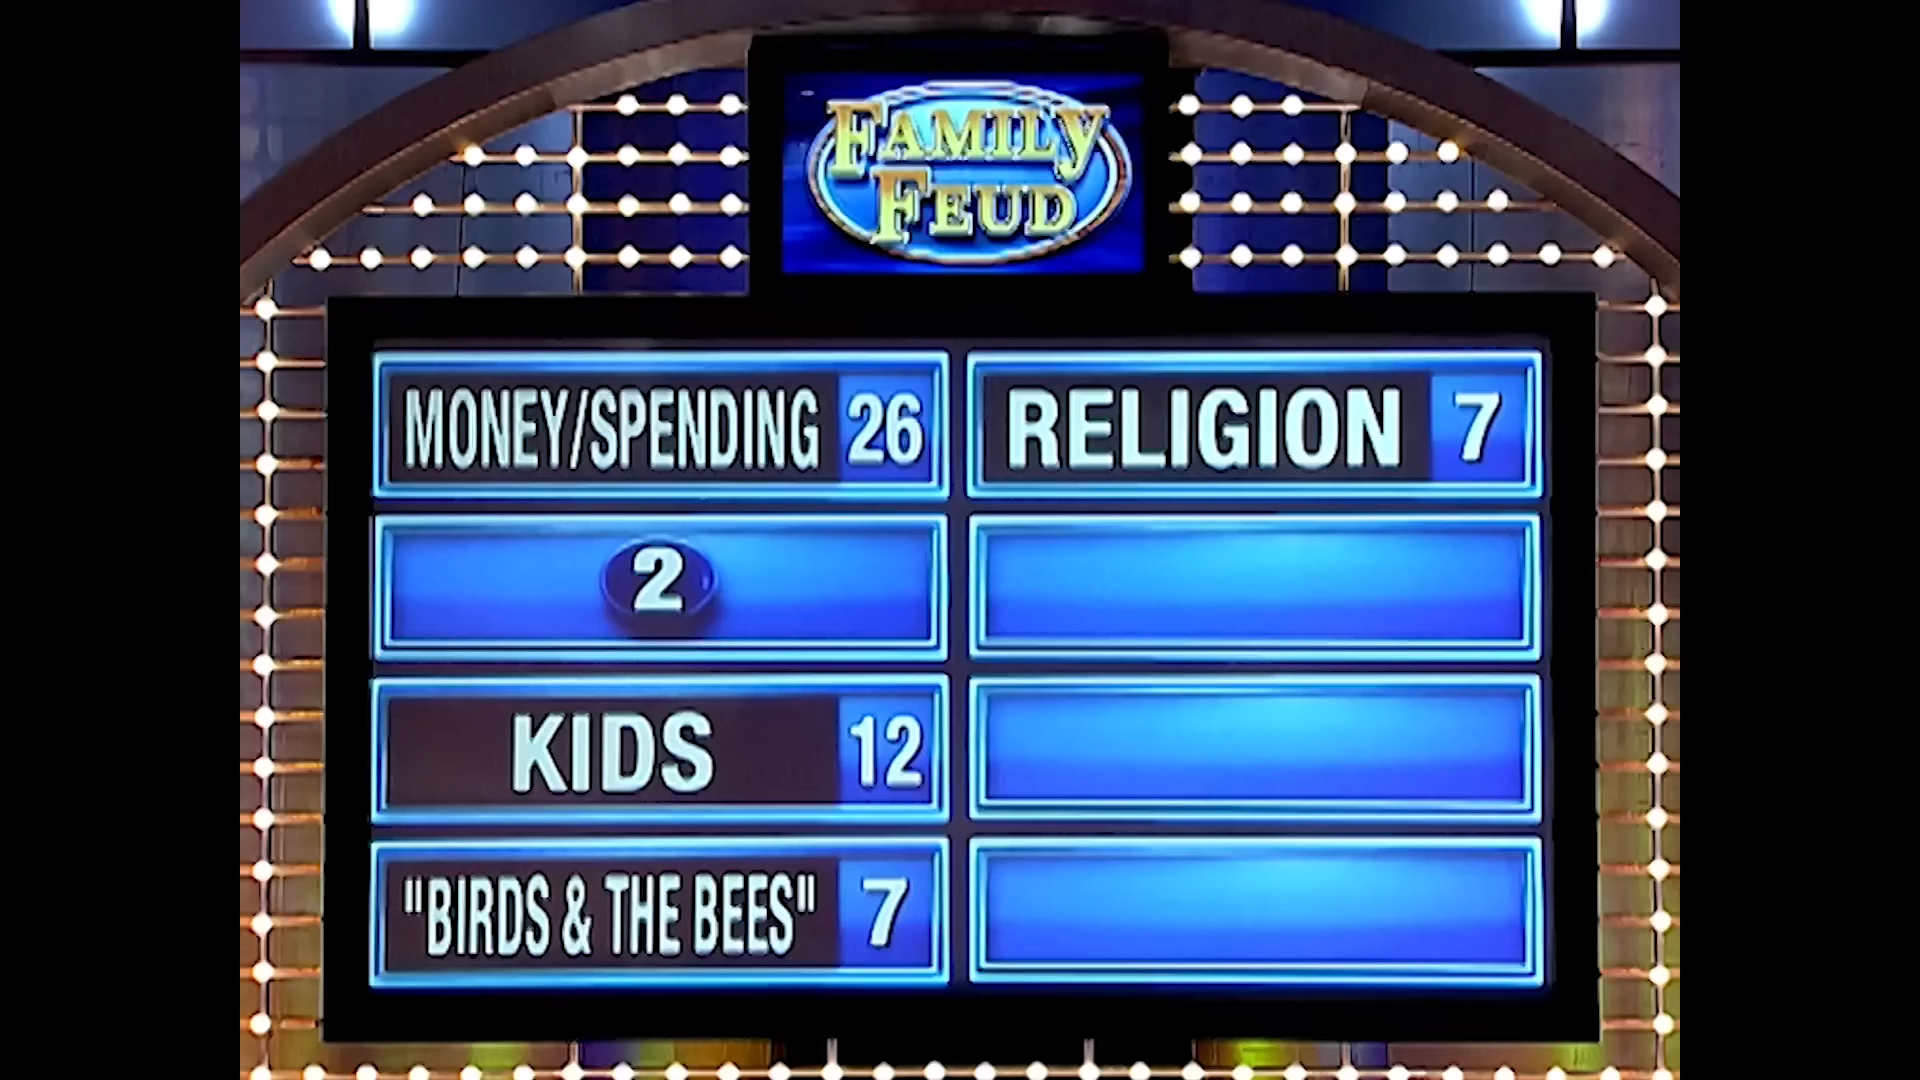 FAMILY
FEUD
MONEY/SPENDING 26
2
KIDS 12
"BIRDS & THE BEES" 7
RELIGION 7